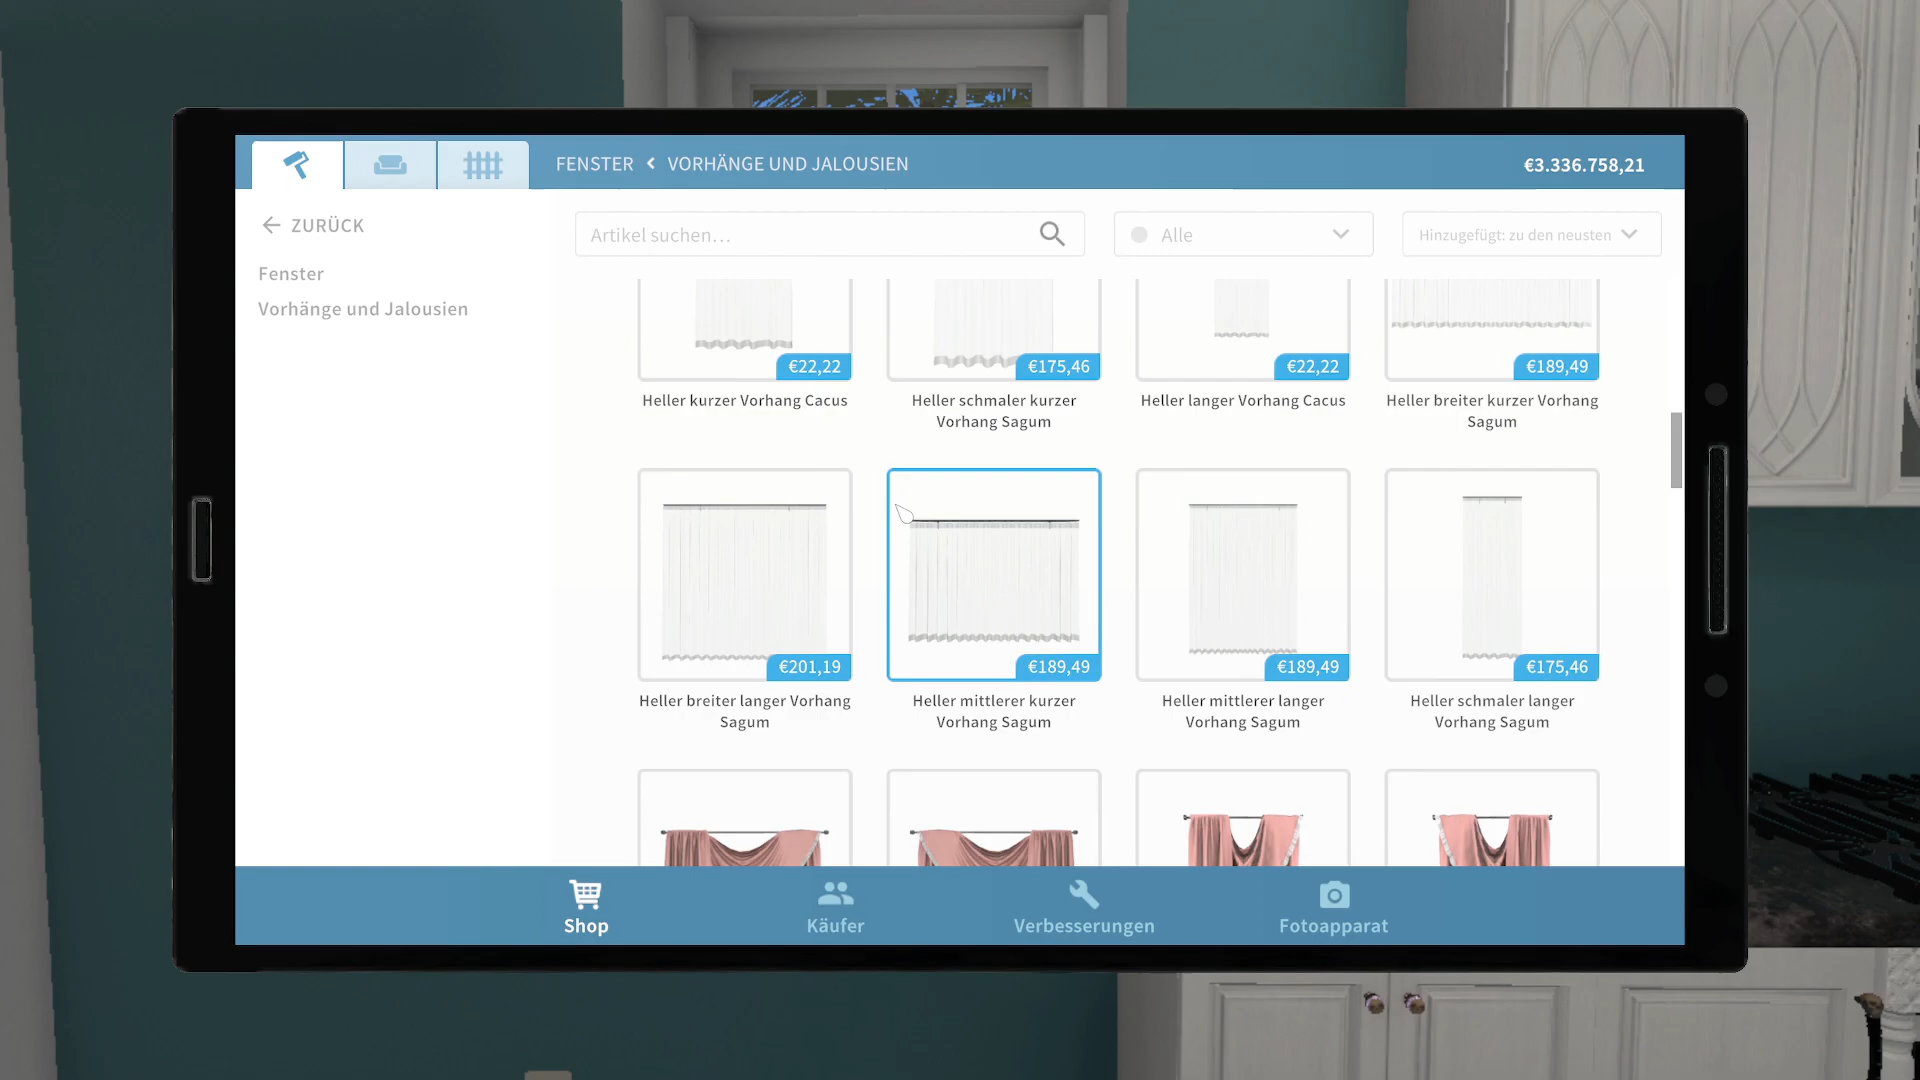 FENSTER < VORHÄNGE UND JALOUSIEN
€3.336.758,21
ZURÜCK
Fenster
Vorhänge und Jalousien
Artikel suchen...
Alle
Hinzugefügt: zu den neusten
€22,22
€175,46
€22,22
€189,49
Heller kurzer Vorhang Cacus
Heller schmaler kurzer
Vorhang Sagum
Heller langer Vorhang Cacus
Heller breiter kurzer Vorhang
Sagum
€201,19
€189,49
€189,49
€175,46
Heller breiter langer Vorhang
Sagum
Heller mittlerer kurzer
Vorhang Sagum
Heller mittlerer langer
Vorhang Sagum
Heller schmaler langer
Vorhang Sagum
Shop
Käufer
Verbesserungen
Fotoapparat